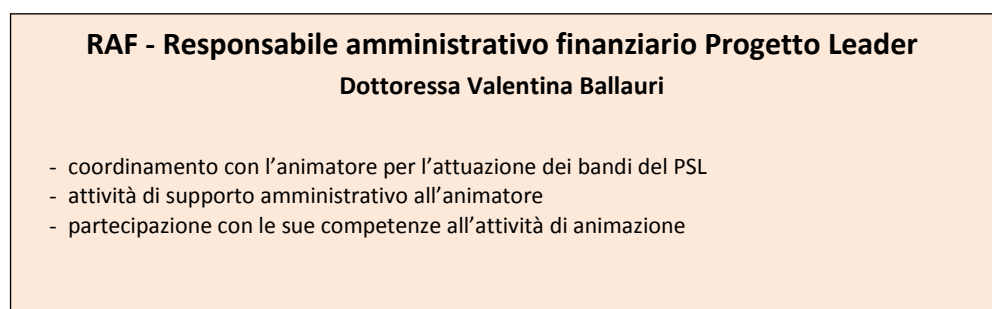 RAF - Responsabile amministrativo finanziario Progetto Leader
Dottoressa Valentina Ballauri
- coordinamento con l’animatore per l’attuazione dei bandi del PSL
- attività di supporto amministrativo all’animatore
- partecipazione con le sue competenze all’attività di animazione